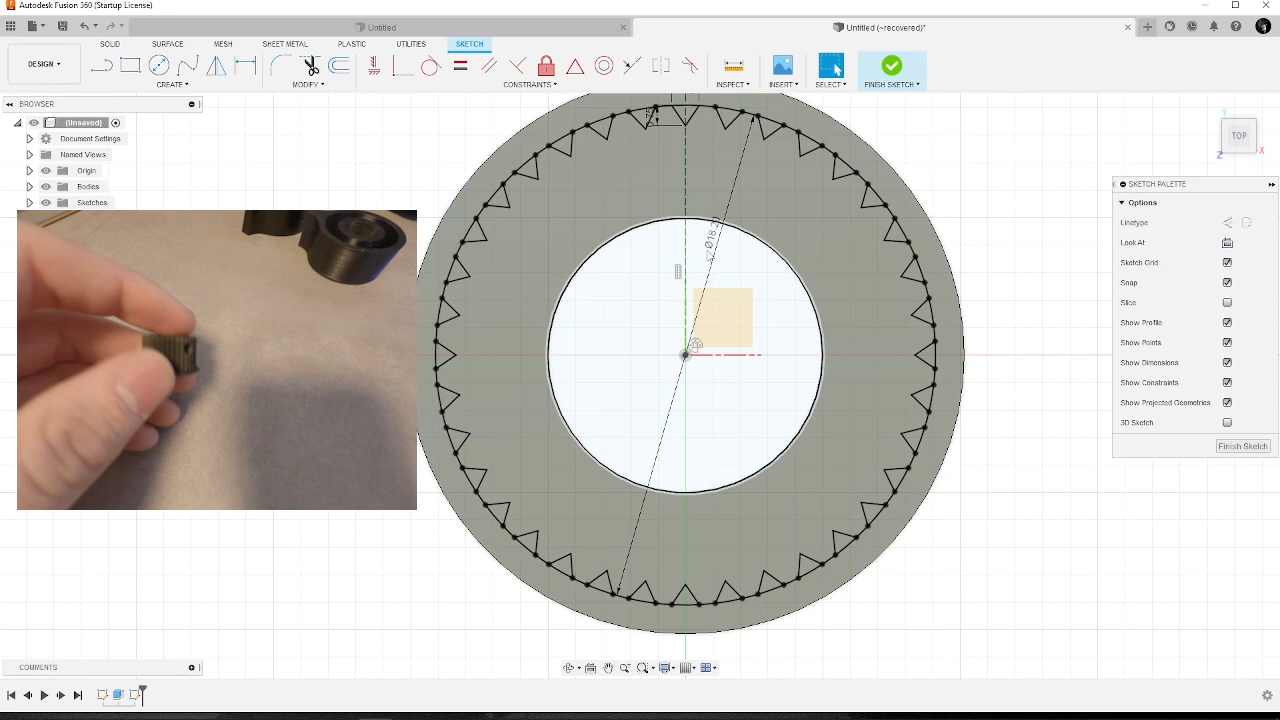 Autodesk Fusion 360 (Startup License)
Untitled
Untitled (~recovered)*
SOLID SURFACE MESH SHEET METAL PLASTIC UTILITIES SKETCH
DESIGN
CREATE MODIFY CONSTRAINTS INSPECT INSERT SELECT FINISH SKETCH
BROWSER
(Unsaved)
Document Settings
Named Views
Origin
Bodies
Sketches
TOP
X
Y
Z
SKETCH PALETTE
Options
Linetype
Look At
Sketch Grid
Snap
Slice
Show Profile
Show Points
Show Dimensions
Show Constraints
Show Projected Geometries
3D Sketch
Finish Sketch
COMMENTS